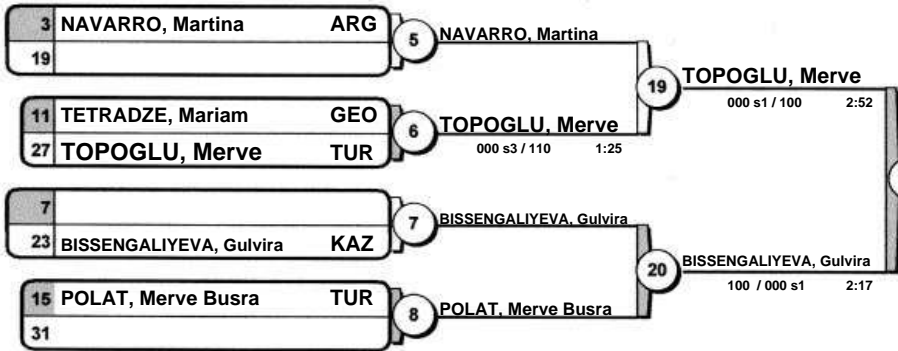 3 NAVARRO, Martina ARG
19
5 NAVARRO, Martina
11 TETRADZE, Mariam GEO
27 TOPOGLU, Merve TUR
6 TOPOGLU, Merve
000 s3 / 110 1:25
19 TOPOGLU, Merve
000 s1 / 100 2:52
7
23 BISSENGALIYEVA, Gulvira KAZ
7 BISSENGALIYEVA, Gulvira
15 POLAT, Merve Busra TUR
31
8 POLAT, Merve Busra
20 BISSENGALIYEVA, Gulvira
100 / 000 s1 2:17